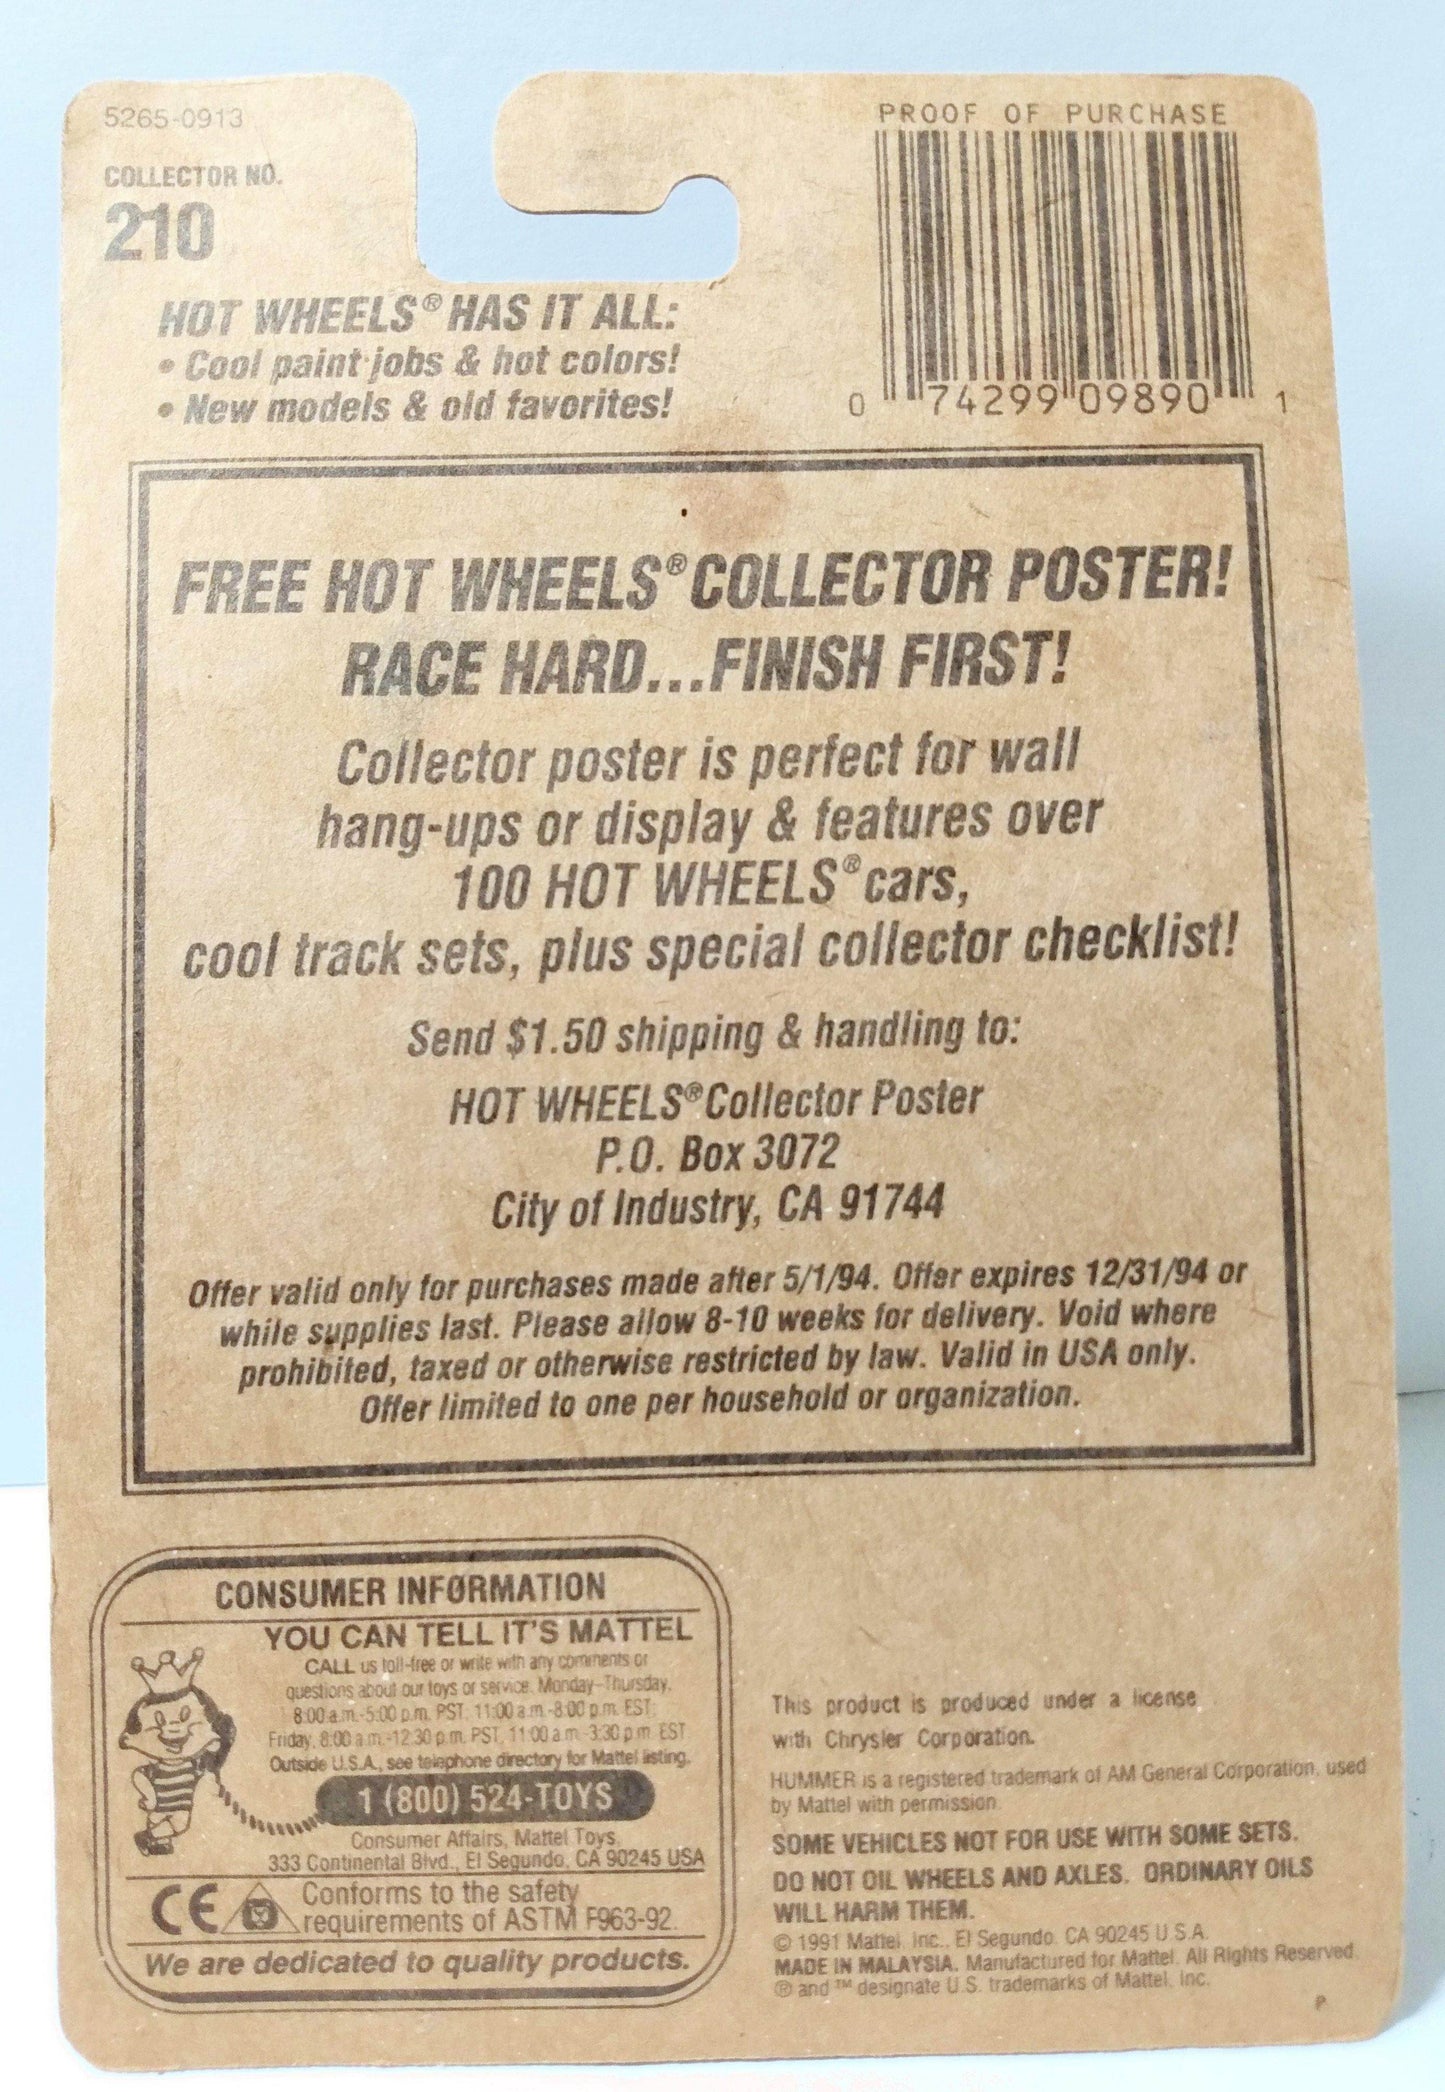 5265-0913
COLLECTOR NO.
210
PROOF OF PURCHASE
0 74299 09890 1
HOT WHEELS® HAS IT ALL:
• Cool paint jobs & hot colors!
• New models & old favorites!
FREE HOT WHEELS® COLLECTOR POSTER!
RACE HARD...FINISH FIRST!
Collector poster is perfect for wall
hang-ups or display & features over
100 HOT WHEELS® cars,
cool track sets, plus special collector checklist!
Send $1.50 shipping & handling to:
HOT WHEELS® Collector Poster
P.O. Box 3072
City of Industry, CA 91744
Offer valid only for purchases made after 5/1/94. Offer expires 12/31/94 or
while supplies last. Please allow 8-10 weeks for delivery. Void where
prohibited, taxed or otherwise restricted by law. Valid in USA only.
Offer limited to one per household or organization.
CONSUMER INFORMATION
YOU CAN TELL IT'S MATTEL
CALL us toll-free or write with any comments or
questions about our toys or service. Monday–Thursday,
8:00 a.m.-5:00 p.m. PST, 11:00 a.m.-8:00 p.m. EST;
Friday, 8:00 a.m.-12:30 p.m. PST, 11:00 a.m.-3:30 p.m. EST
Outside U.S.A., see telephone directory for Mattel listing.
1 (800) 524-TOYS
Consumer Affairs, Mattel Toys,
333 Continental Blvd., El Segundo, CA 90245 USA
CE Conforms to the safety
requirements of ASTM F963-92.
We are dedicated to quality products.
This product is produced under a license
with Chrysler Corporation.
HUMMER is a registered trademark of AM General Corporation, used
by Mattel with permission.
SOME VEHICLES NOT FOR USE WITH SOME SETS.
DO NOT OIL WHEELS AND AXLES. ORDINARY OILS
WILL HARM THEM.
© 1991 Mattel, Inc., El Segundo, CA 90245 U.S.A.
MADE IN MALAYSIA. Manufactured for Mattel. All Rights Reserved.
® and ™ designate U.S. trademarks of Mattel, Inc.
P